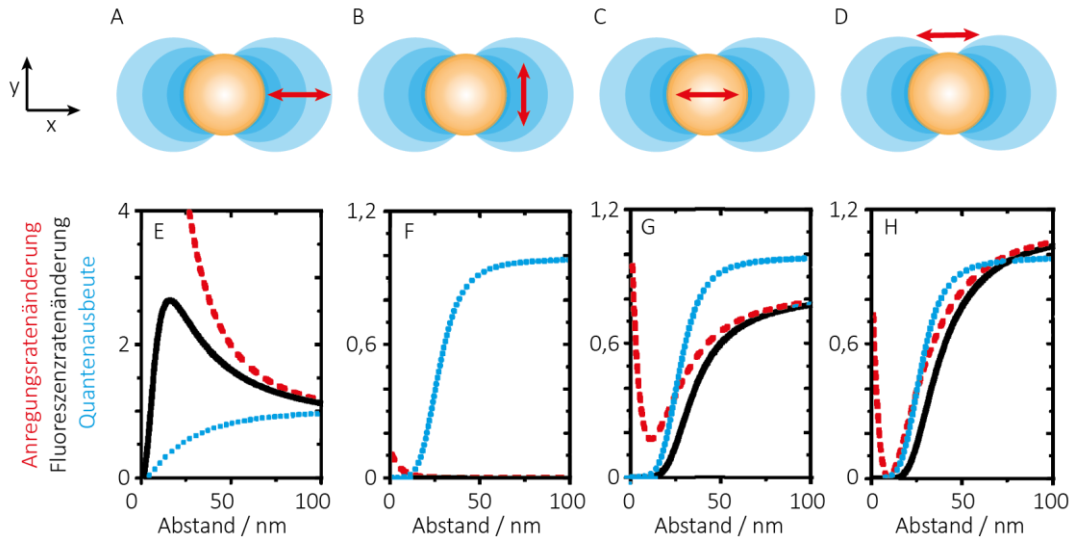 A B C D
y
x
Anregungsratenänderung
Fluoreszenzratenänderung
Quantenausbeute
4 1,2 1,2 1,2
E F G H
2 0,6 0,6 0,6
0 0 0 0
0 50 100 0 50 100 0 50 100 0 50 100
Abstand / nm Abstand / nm Abstand / nm Abstand / nm